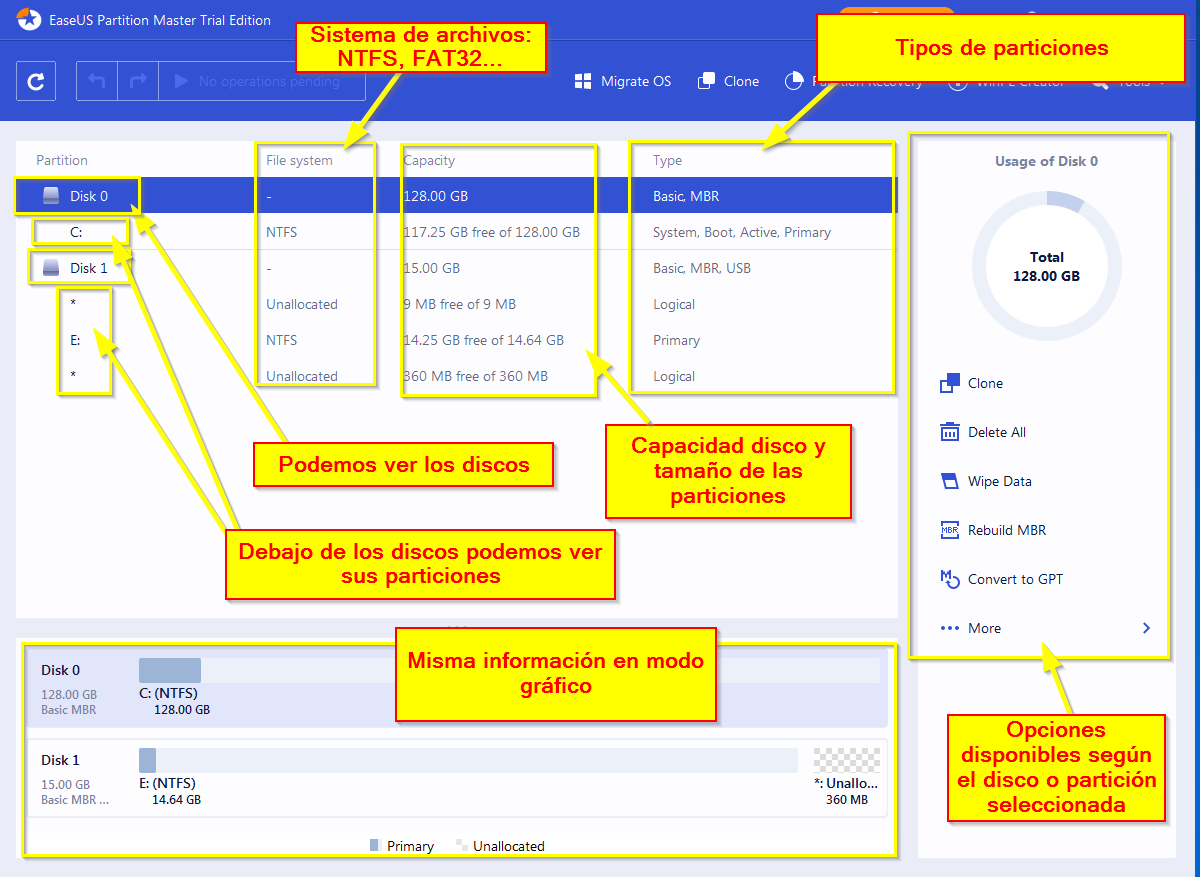 EaseUS Partition Master Trial Edition
Sistema de archivos:
NTFS, FAT32...
Tipos de particiones
No operations pending
Migrate OS
Clone
Partition Recovery
WinPE Creator
Tools
Partition
File system
Capacity
Type
Disk 0
-
128.00 GB
Basic, MBR
C:
NTFS
117.25 GB free of 128.00 GB
System, Boot, Active, Primary
Disk 1
-
15.00 GB
Basic, MBR, USB
*
Unallocated
9 MB free of 9 MB
Logical
E:
NTFS
14.25 GB free of 14.64 GB
Primary
*
Unallocated
360 MB free of 360 MB
Logical
Podemos ver los discos
Capacidad disco y
tamaño de las
particiones
Debajo de los discos podemos ver
sus particiones
Usage of Disk 0
Total
128.00 GB
Clone
Delete All
Wipe Data
MBR
Rebuild MBR
Convert to GPT
More
Misma información en modo
gráfico
Disk 0
128.00 GB
Basic MBR
C: (NTFS)
128.00 GB
Disk 1
15.00 GB
Basic MBR ...
E: (NTFS)
14.64 GB
*: Unallo...
360 MB
Primary
Unallocated
Opciones
disponibles según
el disco o partición
seleccionada